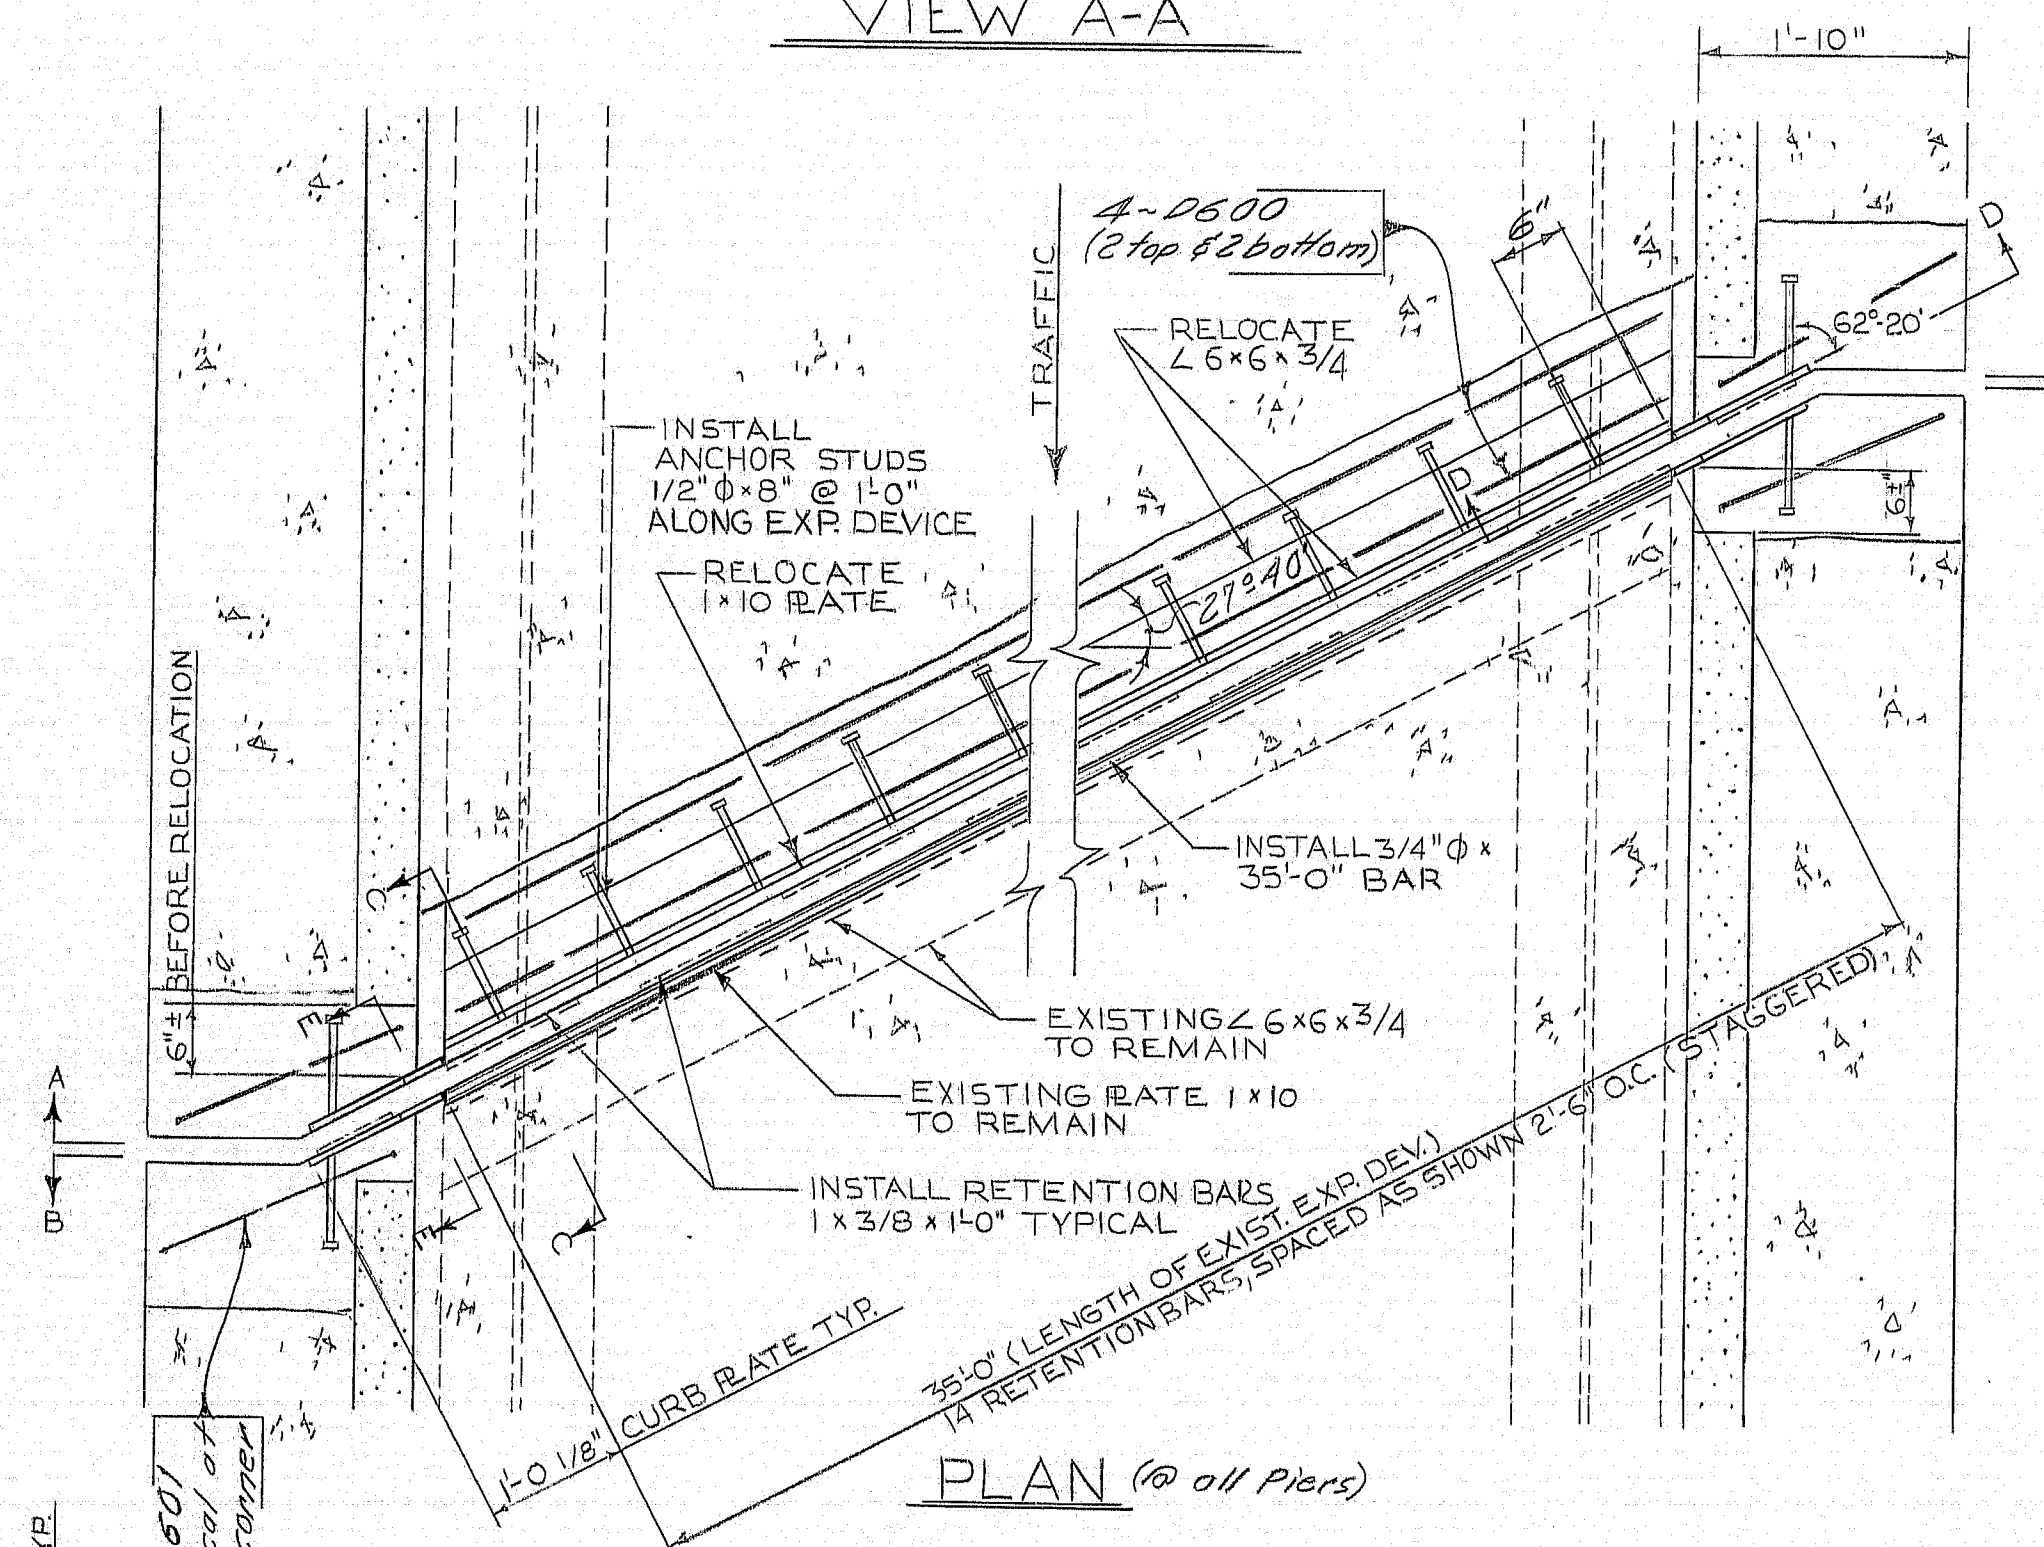 VIEW A-A
1'-10"
4~D600
(2 top & 2 bottom)
6"
D
62°-20'
TRAFFIC
RELOCATE
∠ 6×6×3/4
INSTALL
ANCHOR STUDS
1/2"ϕ×8" @ 1'-0"
ALONG EXP. DEVICE
D
6"±
RELOCATE
1×10 PLATE
27°40'
6"± BEFORE RELOCATION
C
INSTALL 3/4"ϕ ×
35'-0" BAR
E
EXISTING ∠ 6×6×3/4
TO REMAIN
A
B
EXISTING PLATE 1×10
TO REMAIN
INSTALL RETENTION BARS
1 × 3/8 × 1'-0" TYPICAL
E
C
35'-0" (LENGTH OF EXIST. EXP. DEV.)
14 RETENTION BARS, SPACED AS SHOWN 2'-6" O.C. (STAGGERED)
1'-0 1/8" CURB PLATE TYP.
601
at
corner
PLAN (@ all Piers)